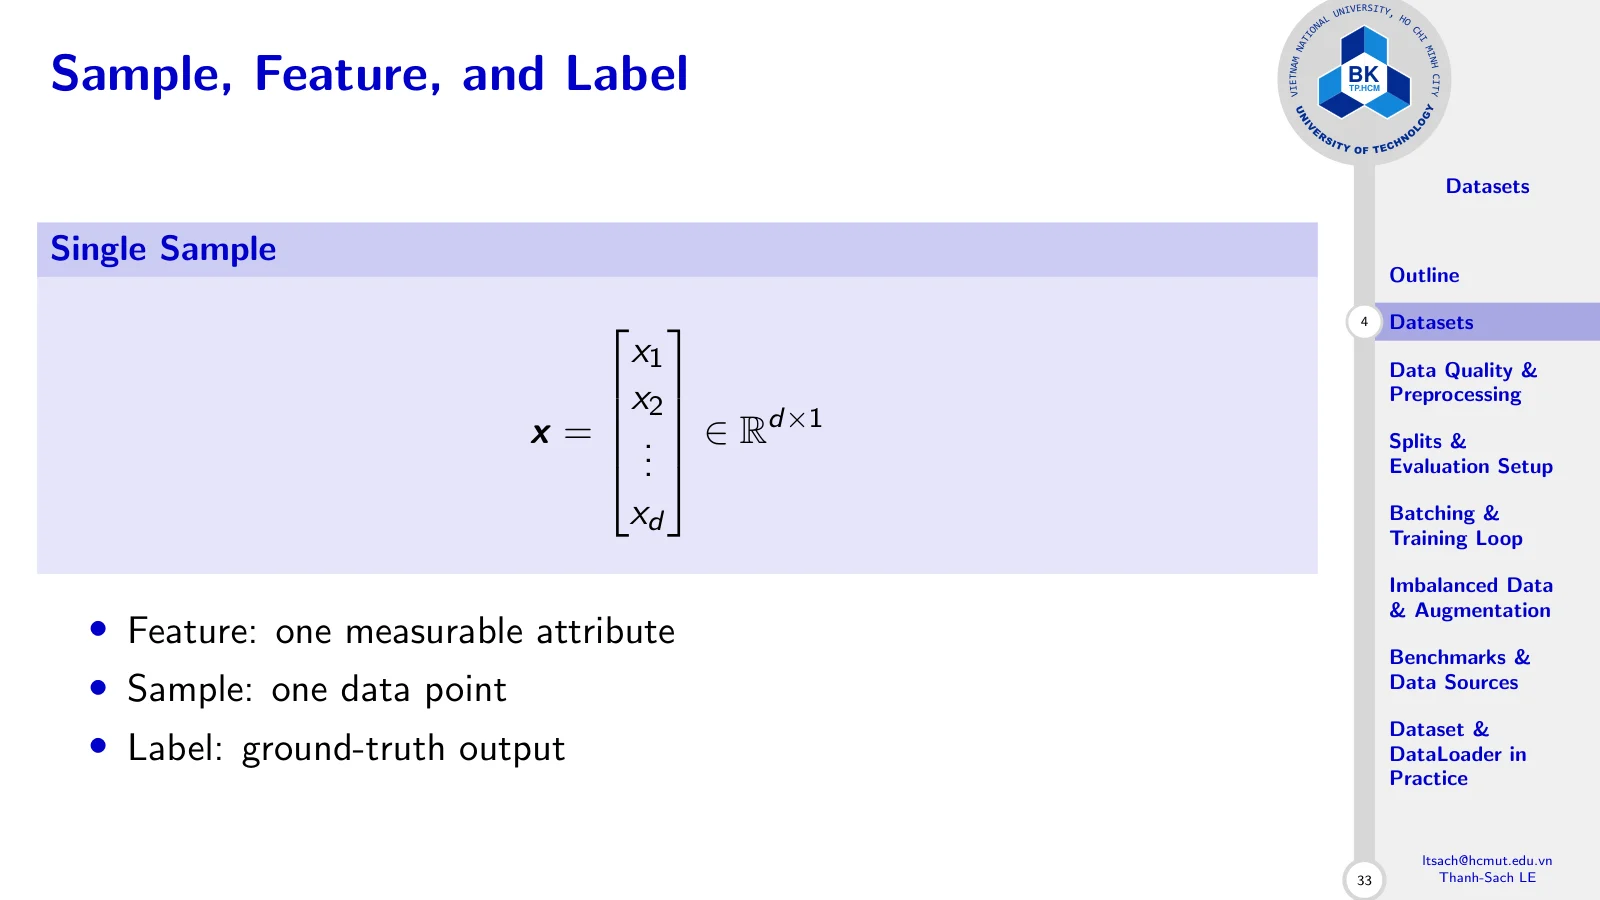 Sample, Feature, and Label
Single Sample
x = [x1 x2 ⋮ xd] ∈ ℝ^{d×1}
• Feature: one measurable attribute
• Sample: one data point
• Label: ground-truth output
VIETNAM NATIONAL UNIVERSITY, HO CHI MINH CITY
BK
TP.HCM
UNIVERSITY OF TECHNOLOGY
Datasets
Outline
4
Datasets
Data Quality &
Preprocessing
Splits &
Evaluation Setup
Batching &
Training Loop
Imbalanced Data
& Augmentation
Benchmarks &
Data Sources
Dataset &
DataLoader in
Practice
33
ltsach@hcmut.edu.vn
Thanh-Sach LE